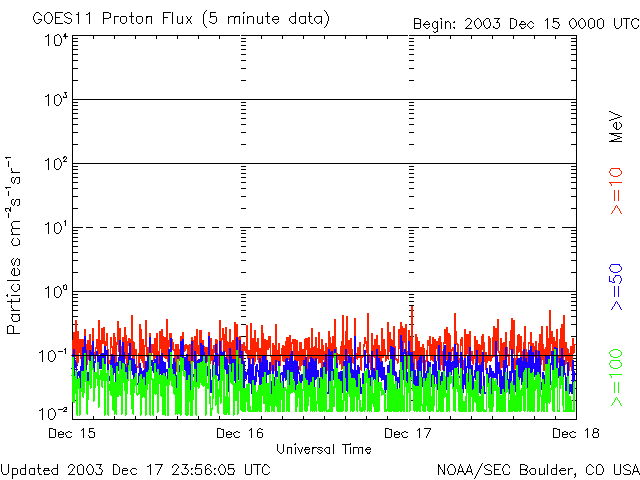 GOES11 Proton Flux (5 minute data)
Begin: 2003 Dec 15 0000 UTC
Particles cm⁻²s⁻¹sr⁻¹
10⁴
10³
10²
10¹
10⁰
10⁻¹
10⁻²
Dec 15
Dec 16
Dec 17
Dec 18
Universal Time
MeV
>=10
>=50
>=100
Updated 2003 Dec 17 23:56:05 UTC
NOAA/SEC Boulder, CO USA